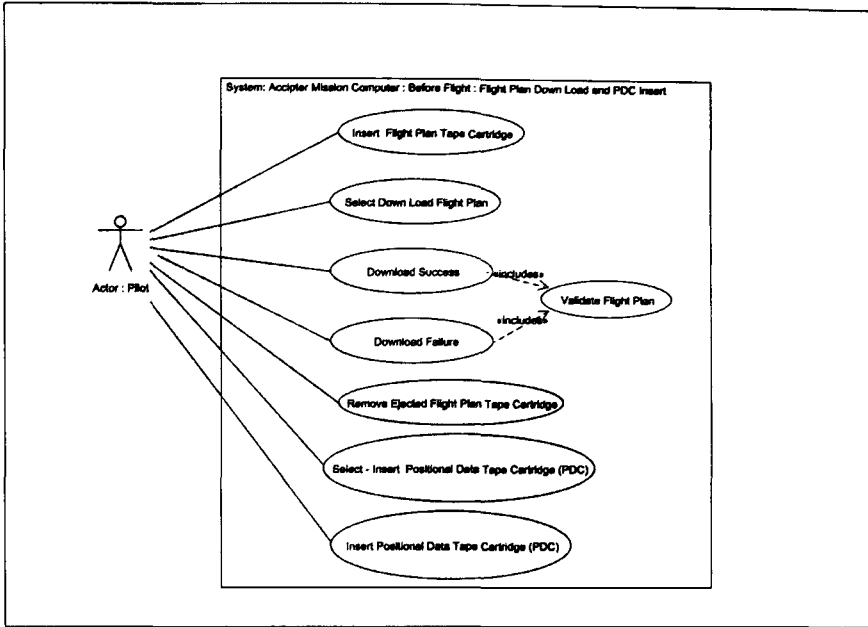 System: Accipter Mission Computer : Before Flight : Flight Plan Down Load and PDC Insert
Insert Flight Plan Tape Cartridge
Select Down Load Flight Plan
Download Success
«includes»
Validate Flight Plan
Actor : Pilot
«includes»
Download Failure
Remove Ejected Flight Plan Tape Cartridge
Select - Insert Positional Data Tape Cartridge (PDC)
Insert Positional Data Tape Cartridge (PDC)